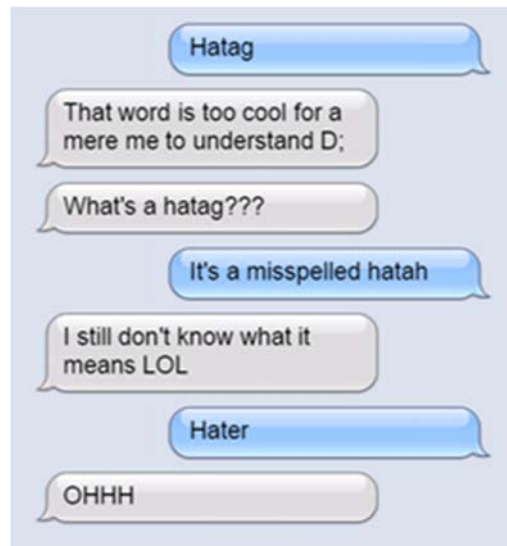 Hatag
That word is too cool for a
mere me to understand D;
What's a hatag???
It's a misspelled hatah
I still don't know what it
means LOL
Hater
OHHH